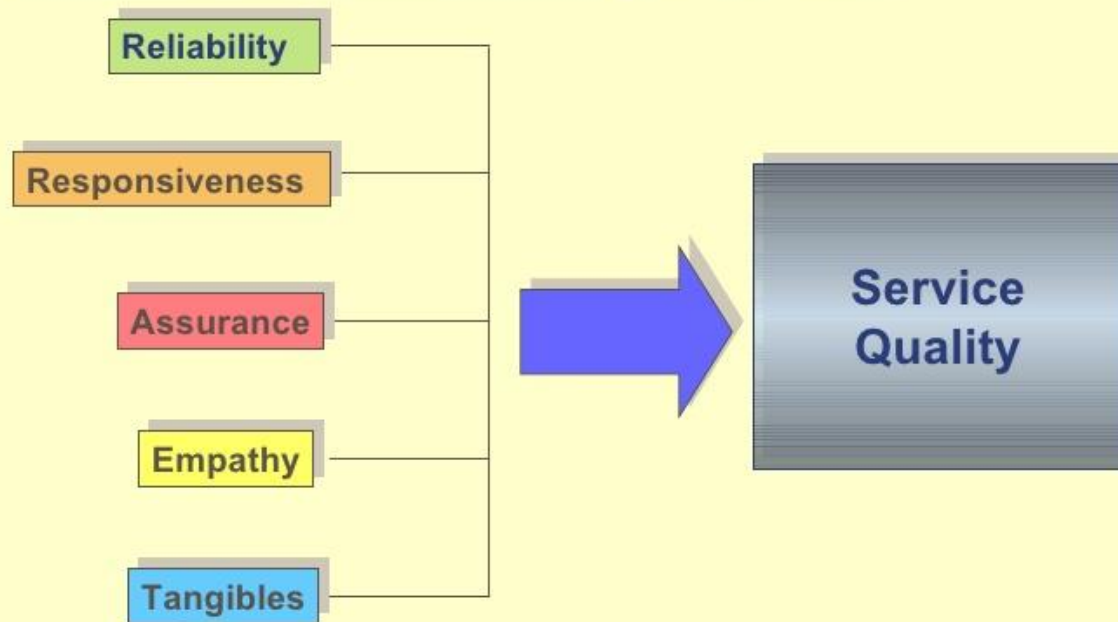 Reliability
Responsiveness
Assurance
Empathy
Tangibles
Service
Quality